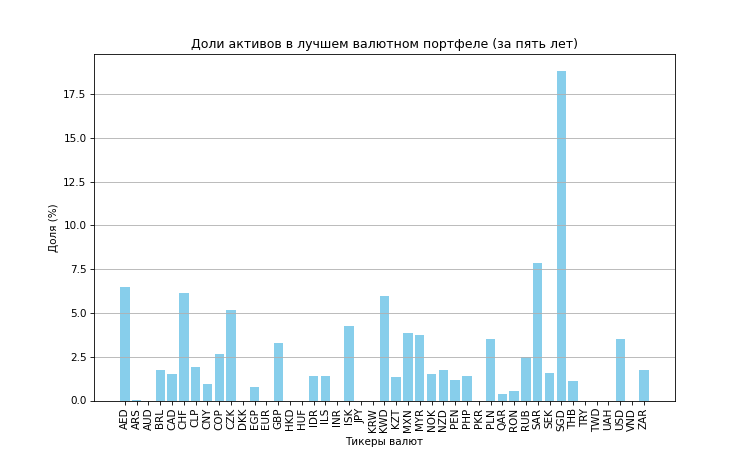 Доли активов в лучшем валютном портфеле (за пять лет)
Доля (%)
17.5
15.0
12.5
10.0
7.5
5.0
2.5
0.0
AED
ARS
AUD
BRL
CAD
CHF
CLP
CNY
COP
CZK
DKK
EGP
EUR
GBP
HKD
HUF
IDR
ILS
INR
ISK
JPY
KRW
KWD
KZT
MXN
MYR
NOK
NZD
PEN
PHP
PKR
PLN
QAR
RON
RUB
SAR
SEK
SGD
THB
TRY
TWD
UAH
USD
VND
ZAR
Тикеры валют